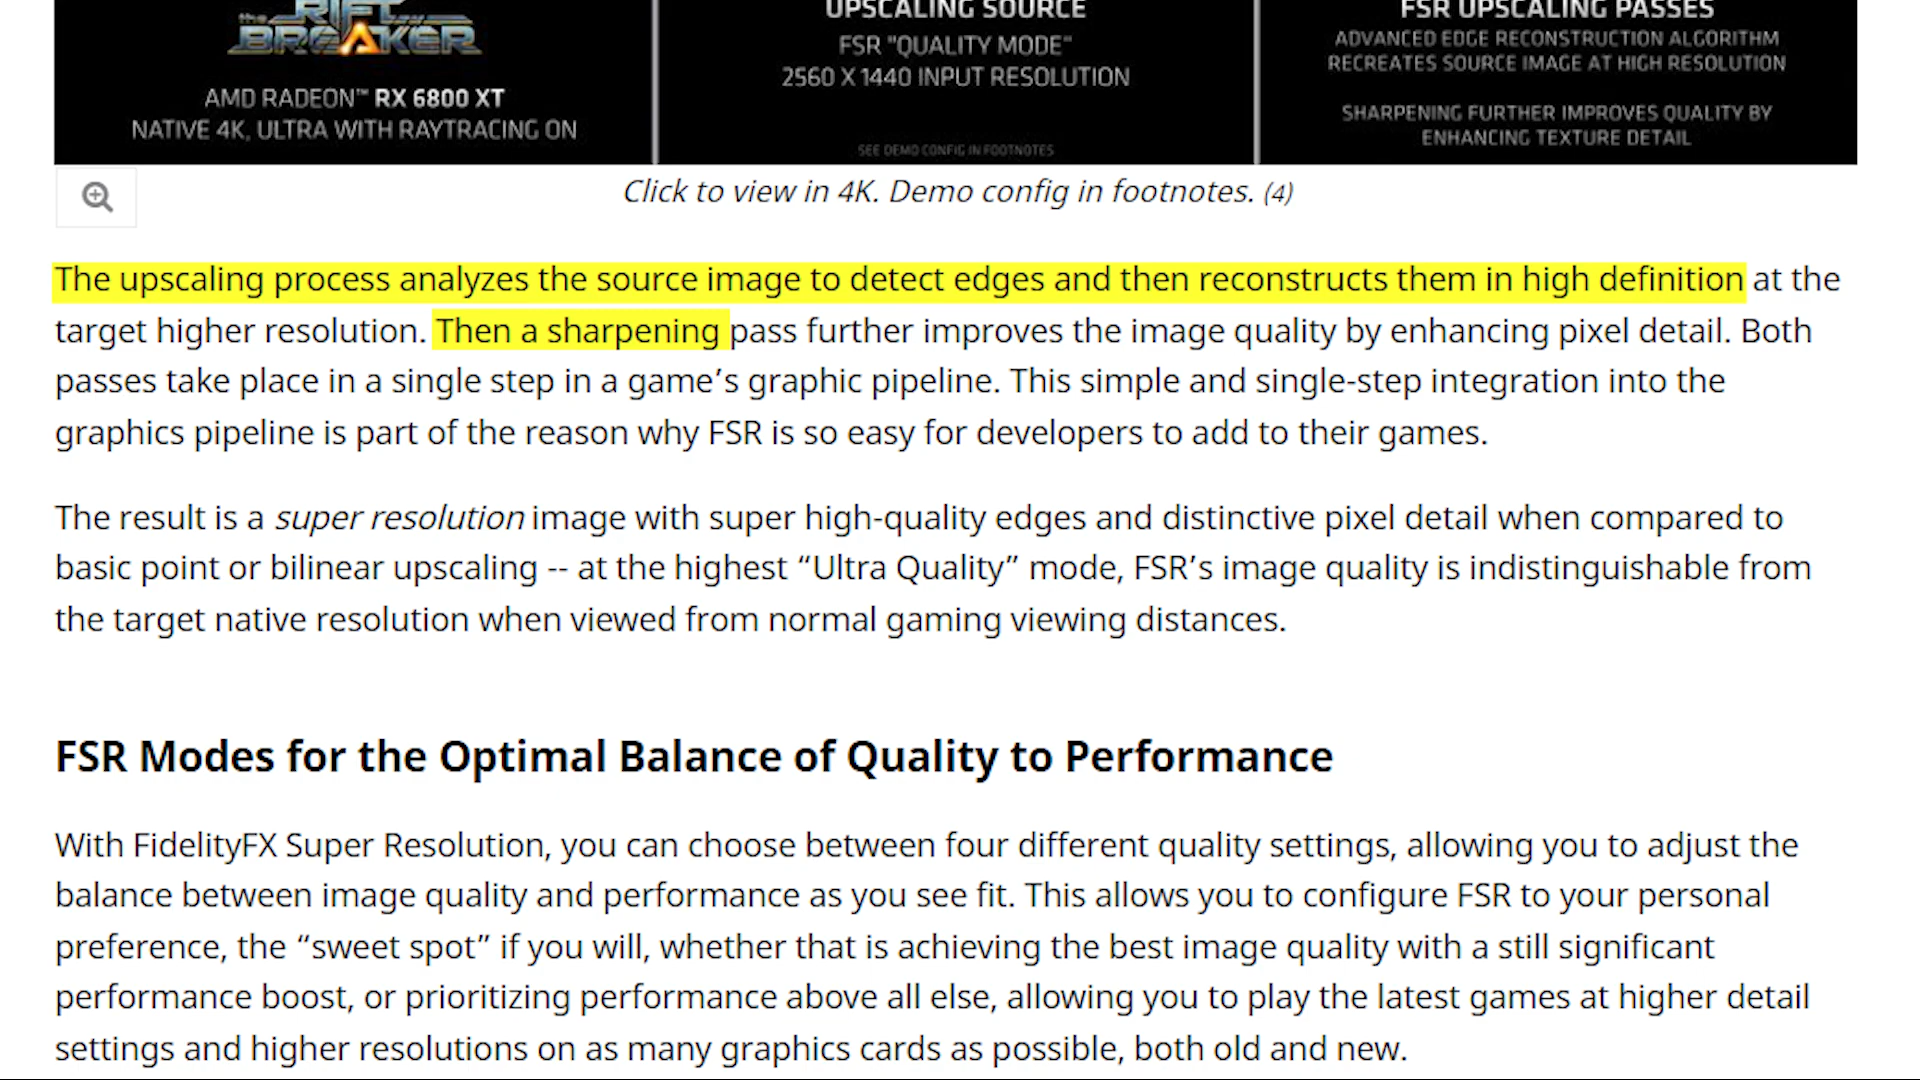 the RIFT BREAKER
AMD RADEON™ RX 6800 XT
NATIVE 4K, ULTRA WITH RAYTRACING ON
UPSCALING SOURCE
FSR "QUALITY MODE"
2560 X 1440 INPUT RESOLUTION
SEE DEMO CONFIG IN FOOTNOTES
FSR UPSCALING PASSES
ADVANCED EDGE RECONSTRUCTION ALGORITHM
RECREATES SOURCE IMAGE AT HIGH RESOLUTION
SHARPENING FURTHER IMPROVES QUALITY BY
ENHANCING TEXTURE DETAIL
Click to view in 4K. Demo config in footnotes. (4)
The upscaling process analyzes the source image to detect edges and then reconstructs them in high definition at the
target higher resolution. Then a sharpening pass further improves the image quality by enhancing pixel detail. Both
passes take place in a single step in a game’s graphic pipeline. This simple and single-step integration into the
graphics pipeline is part of the reason why FSR is so easy for developers to add to their games.
The result is a super resolution image with super high-quality edges and distinctive pixel detail when compared to
basic point or bilinear upscaling -- at the highest “Ultra Quality” mode, FSR’s image quality is indistinguishable from
the target native resolution when viewed from normal gaming viewing distances.
FSR Modes for the Optimal Balance of Quality to Performance
With FidelityFX Super Resolution, you can choose between four different quality settings, allowing you to adjust the
balance between image quality and performance as you see fit. This allows you to configure FSR to your personal
preference, the “sweet spot” if you will, whether that is achieving the best image quality with a still significant
performance boost, or prioritizing performance above all else, allowing you to play the latest games at higher detail
settings and higher resolutions on as many graphics cards as possible, both old and new.